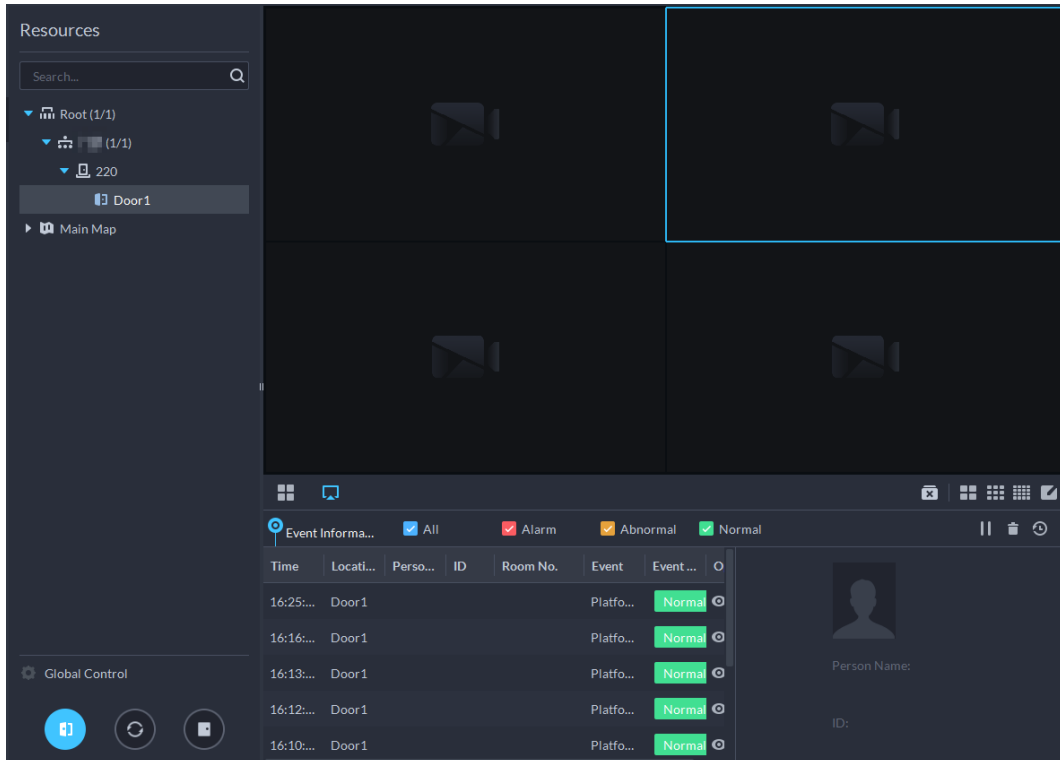 Resources
Search...
Root (1/1)
(1/1)
220
Door1
Main Map
Global Control
Event Informa... All Alarm Abnormal Normal
Time Locati... Perso... ID Room No. Event Event ... O
16:25:... Door1 Platfo... Normal
16:16:... Door1 Platfo... Normal
16:13:... Door1 Platfo... Normal
16:12:... Door1 Platfo... Normal
16:10:... Door1 Platfo... Normal
Person Name:
ID: